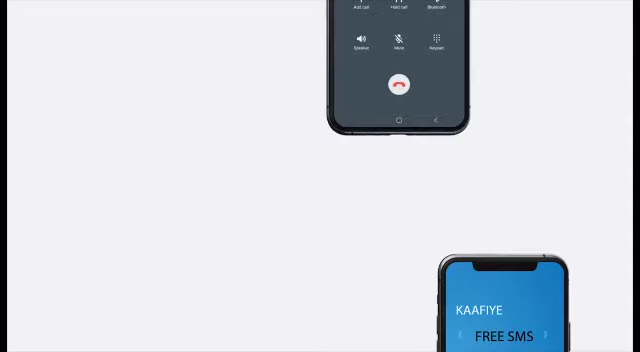 Add call Hold call Bluetooth
Speaker Mute Keypad
KAAFIYE
FREE SMS